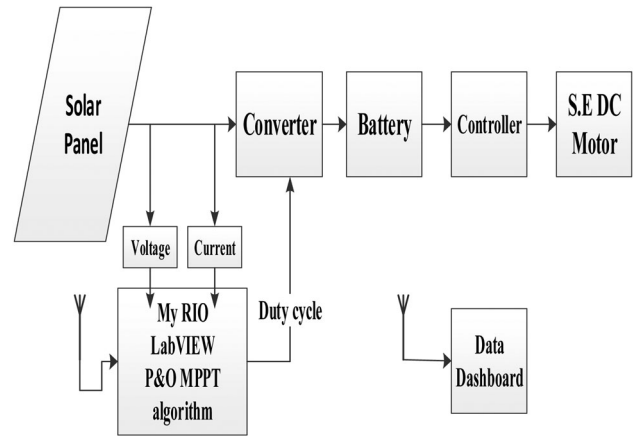 Solar
Panel
Converter
Battery
Controller
S.E DC
Motor
Voltage
Current
My RIO
LabVIEW
P&O MPPT
algorithm
Duty cycle
Data
Dashboard